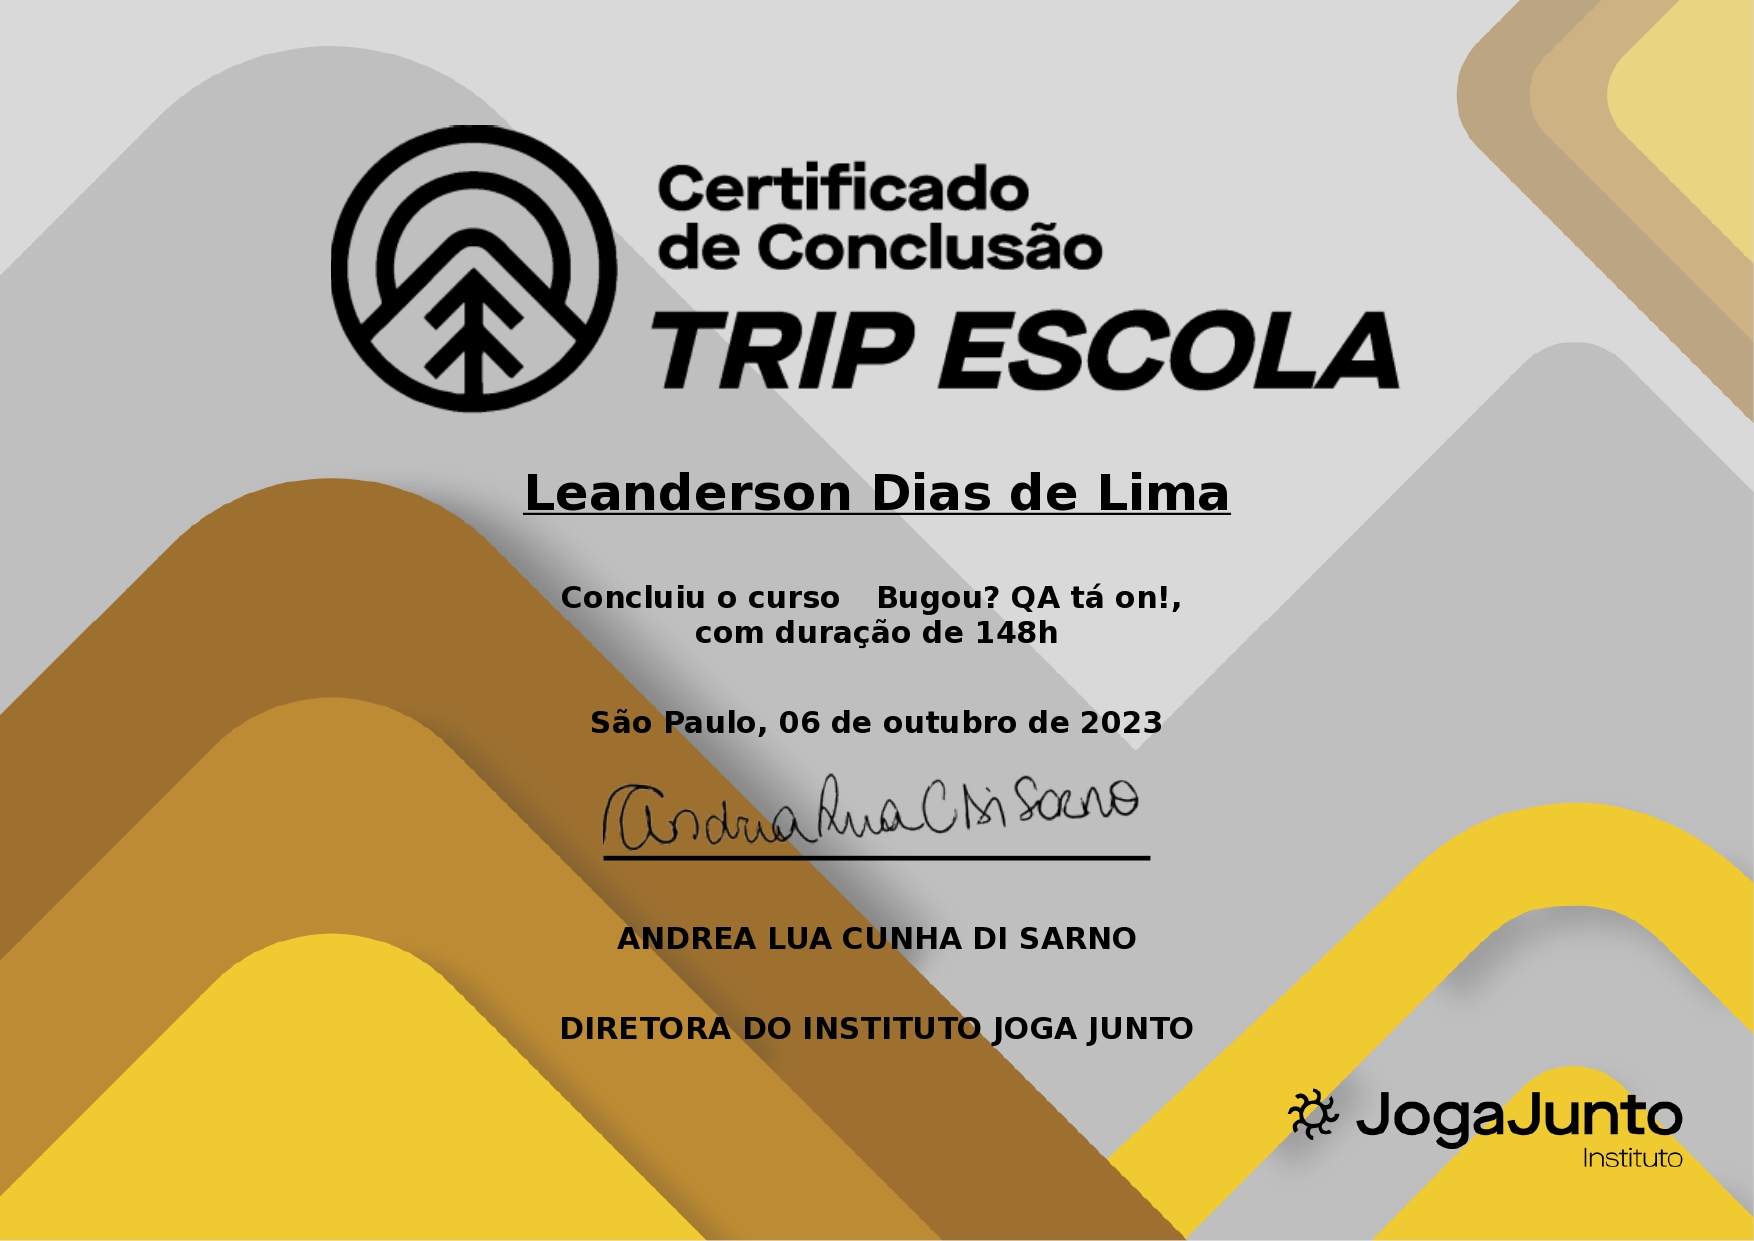 Certificado
de Conclusão
TRIP ESCOLA
Leanderson Dias de Lima
Concluiu o curso Bugou? QA tá on!,
com duração de 148h
São Paulo, 06 de outubro de 2023
Andrea Lua C Di Sarno
ANDREA LUA CUNHA DI SARNO
DIRETORA DO INSTITUTO JOGA JUNTO
JogaJunto
Instituto